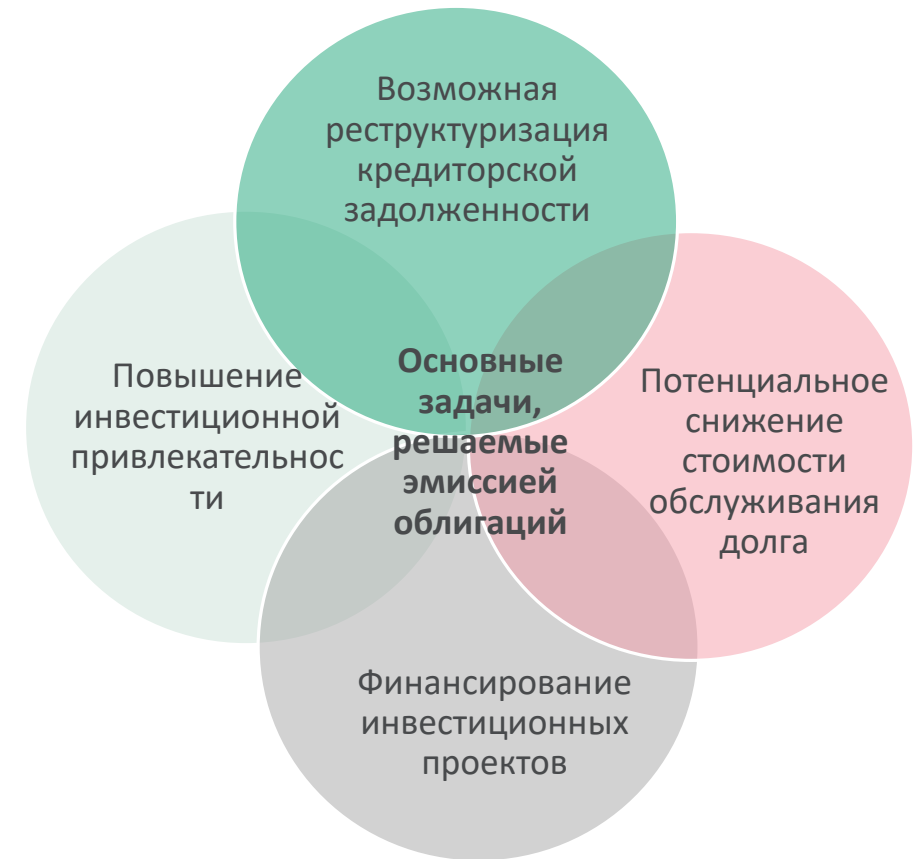 Возможная
реструктуризация
кредиторской
задолженности
Повышение
инвестиционной
привлекательнос
ти
Основные
задачи,
решаемые
эмиссией
облигаций
Потенциальное
снижение
стоимости
обслуживания
долга
Финансирование
инвестиционных
проектов